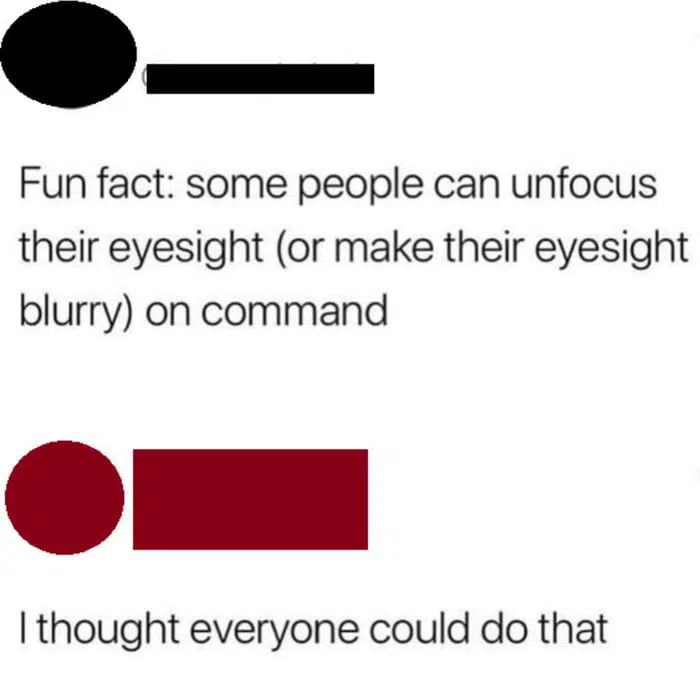 Fun fact: some people can unfocus
their eyesight (or make their eyesight
blurry) on command
I thought everyone could do that